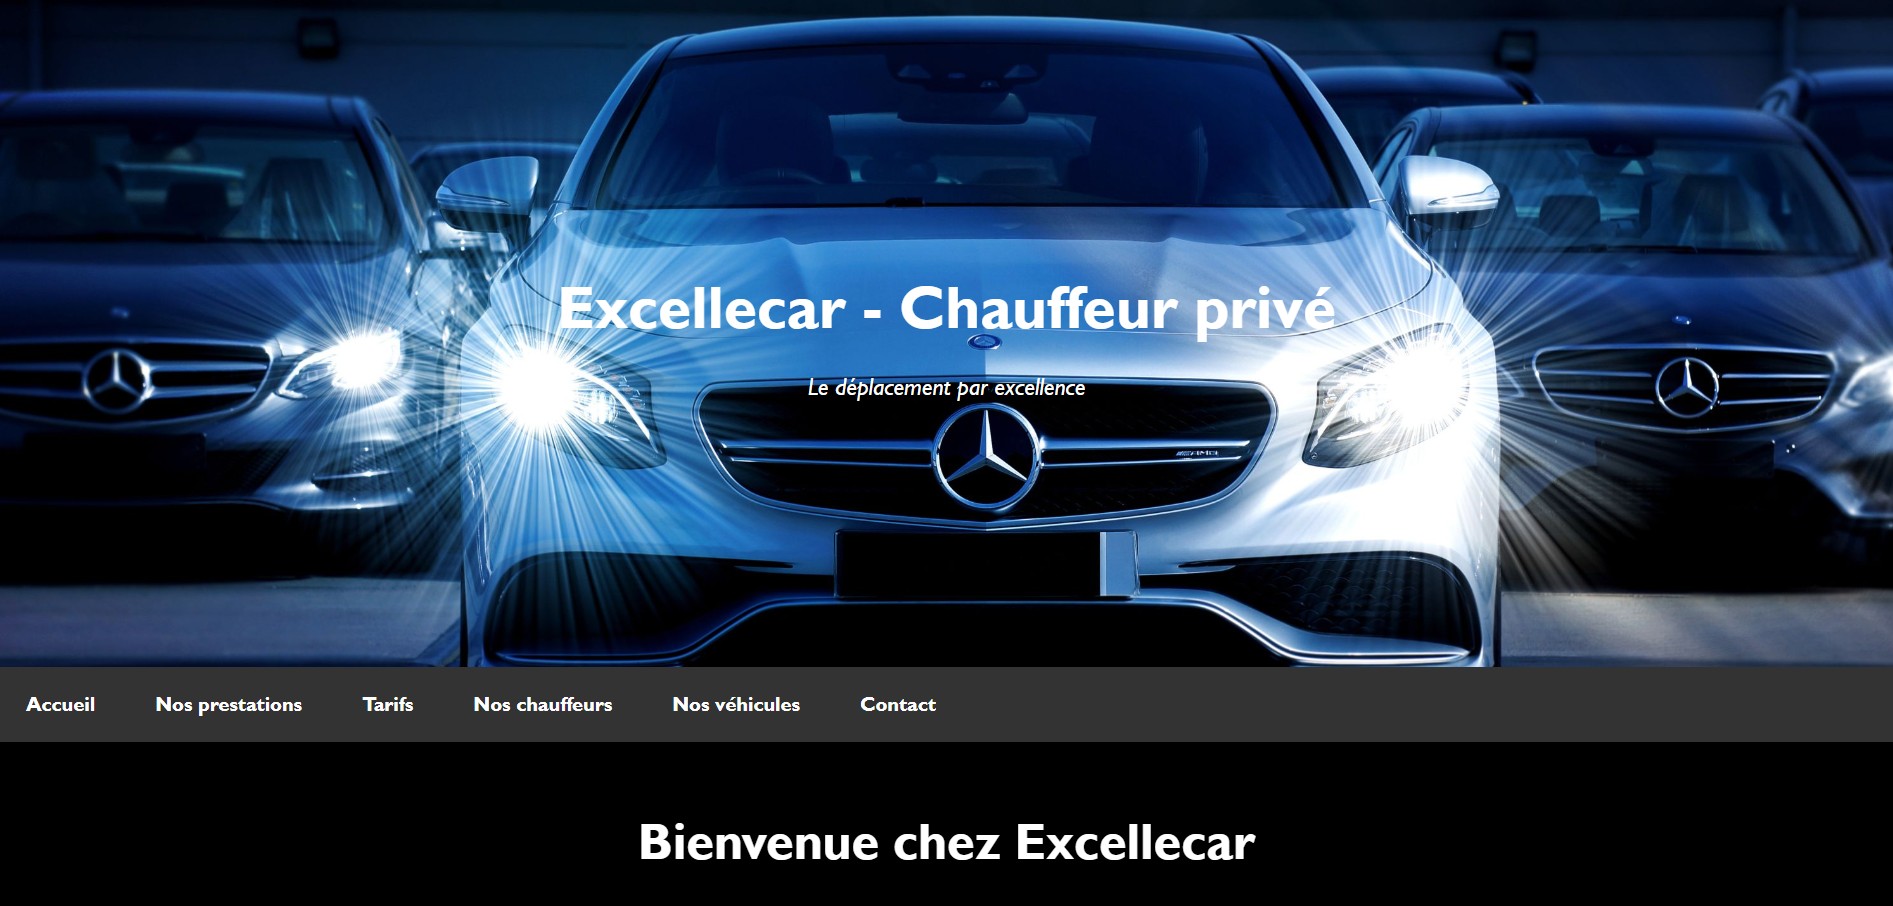 Excellecar - Chauffeur privé
Le déplacement par excellence
AMG
Accueil Nos prestations Tarifs Nos chauffeurs Nos véhicules Contact
Bienvenue chez Excellecar